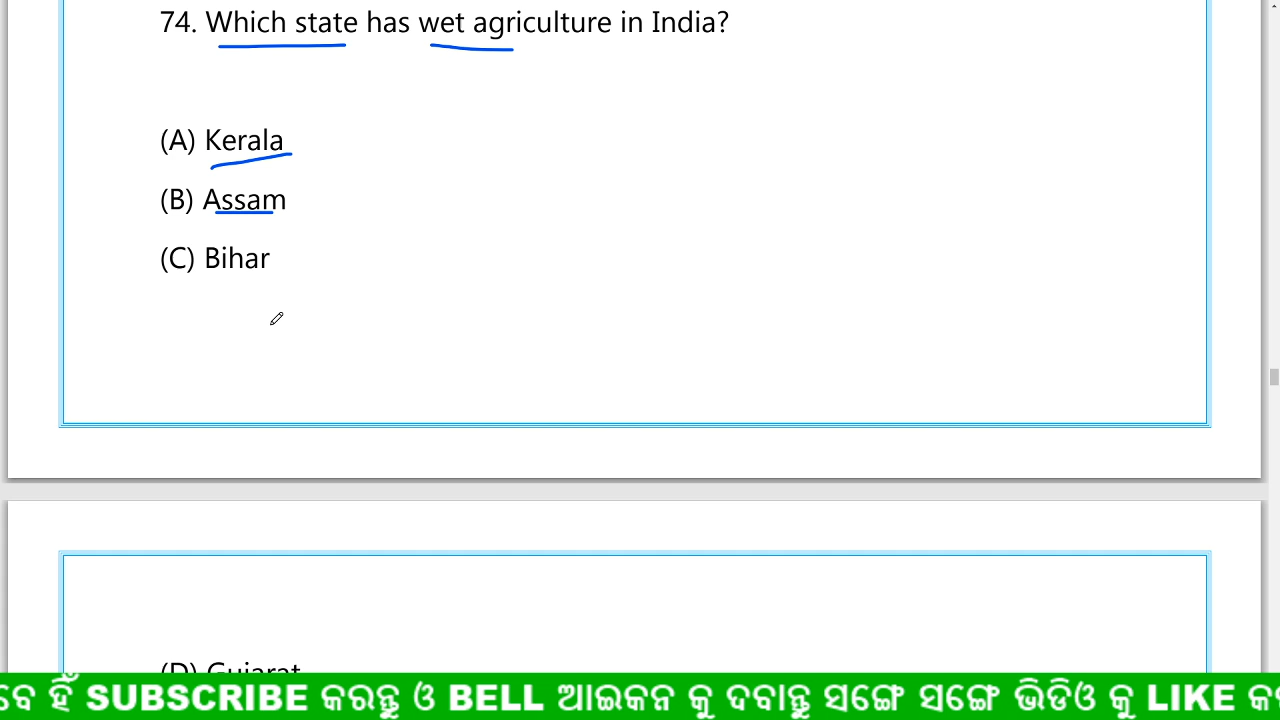 74. Which state has wet agriculture in India?
(A) Kerala
(B) Assam
(C) Bihar
(D) Gujarat
ବେ ହିଁ SUBSCRIBE କରନ୍ତୁ ଓ BELL ଆଇକନ କୁ ଦବାନ୍ତୁ ସଙ୍ଗେ ସଙ୍ଗେ ଭିଡିଓ କୁ LIKE